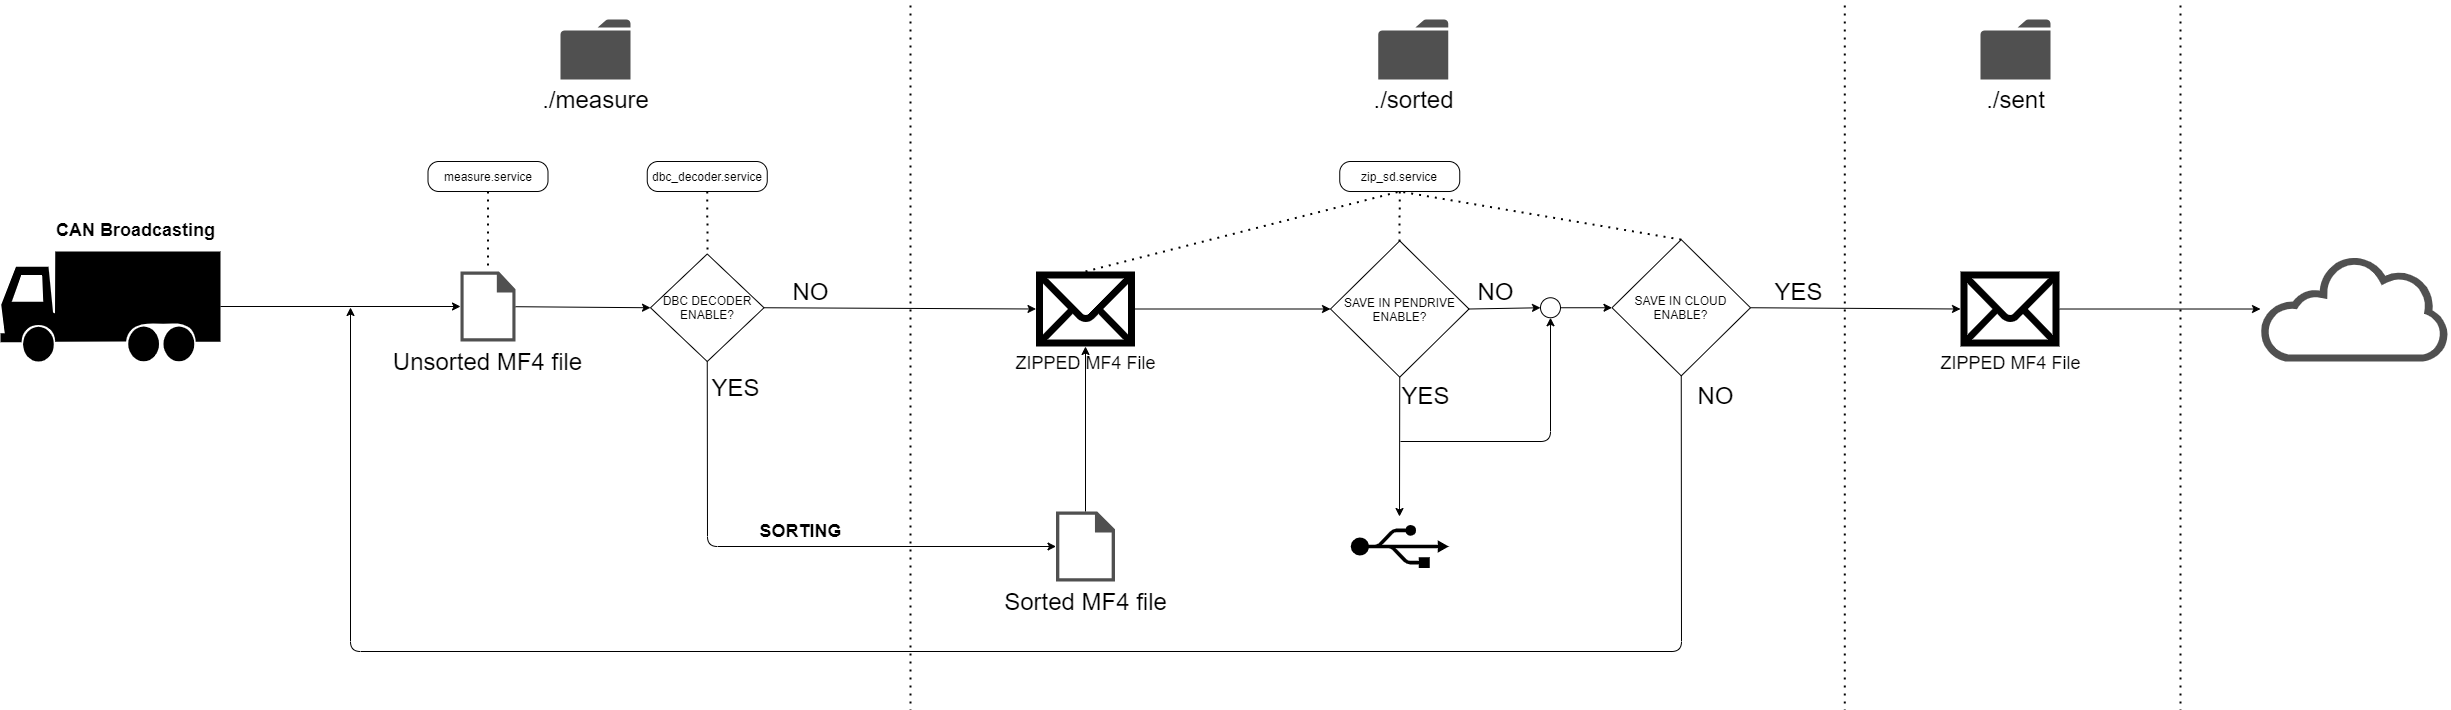 ./measure
./sorted
./sent
measure.service
dbc_decoder.service
zip_sd.service
CAN Broadcasting
Unsorted MF4 file
DBC DECODER
ENABLE?
NO
YES
SORTING
Sorted MF4 file
ZIPPED MF4 File
SAVE IN PENDRIVE
ENABLE?
NO
YES
SAVE IN CLOUD
ENABLE?
YES
NO
ZIPPED MF4 File